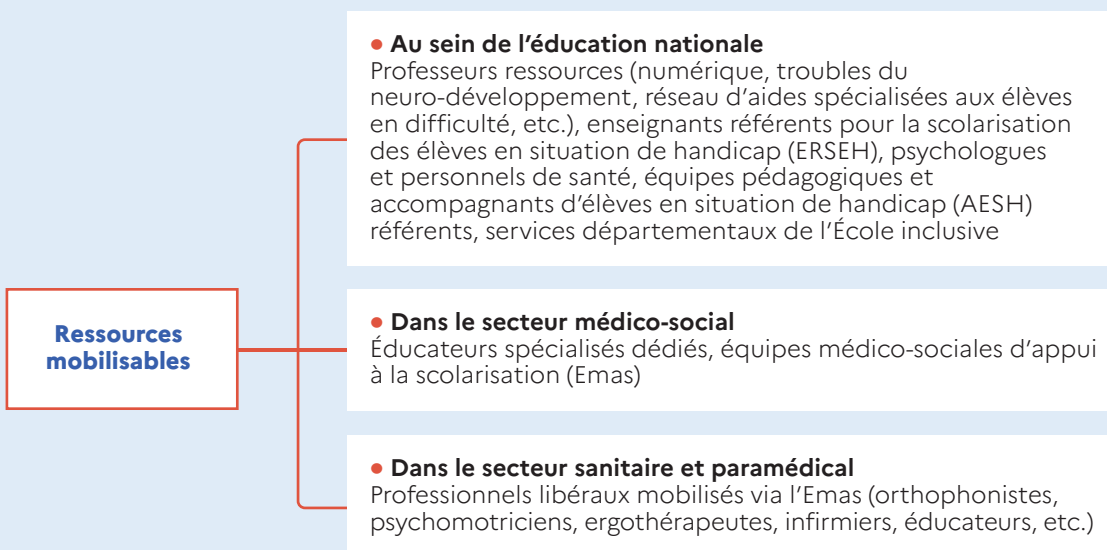 ● Au sein de l’éducation nationale
Professeurs ressources (numérique, troubles du
neuro-développement, réseau d’aides spécialisées aux élèves
en difficulté, etc.), enseignants référents pour la scolarisation
des élèves en situation de handicap (ERSEH), psychologues
et personnels de santé, équipes pédagogiques et
accompagnants d’élèves en situation de handicap (AESH)
référents, services départementaux de l’École inclusive
Ressources
mobilisables
● Dans le secteur médico-social
Éducateurs spécialisés dédiés, équipes médico-sociales d’appui
à la scolarisation (Emas)
● Dans le secteur sanitaire et paramédical
Professionnels libéraux mobilisés via l’Emas (orthophonistes,
psychomotriciens, ergothérapeutes, infirmiers, éducateurs, etc.)